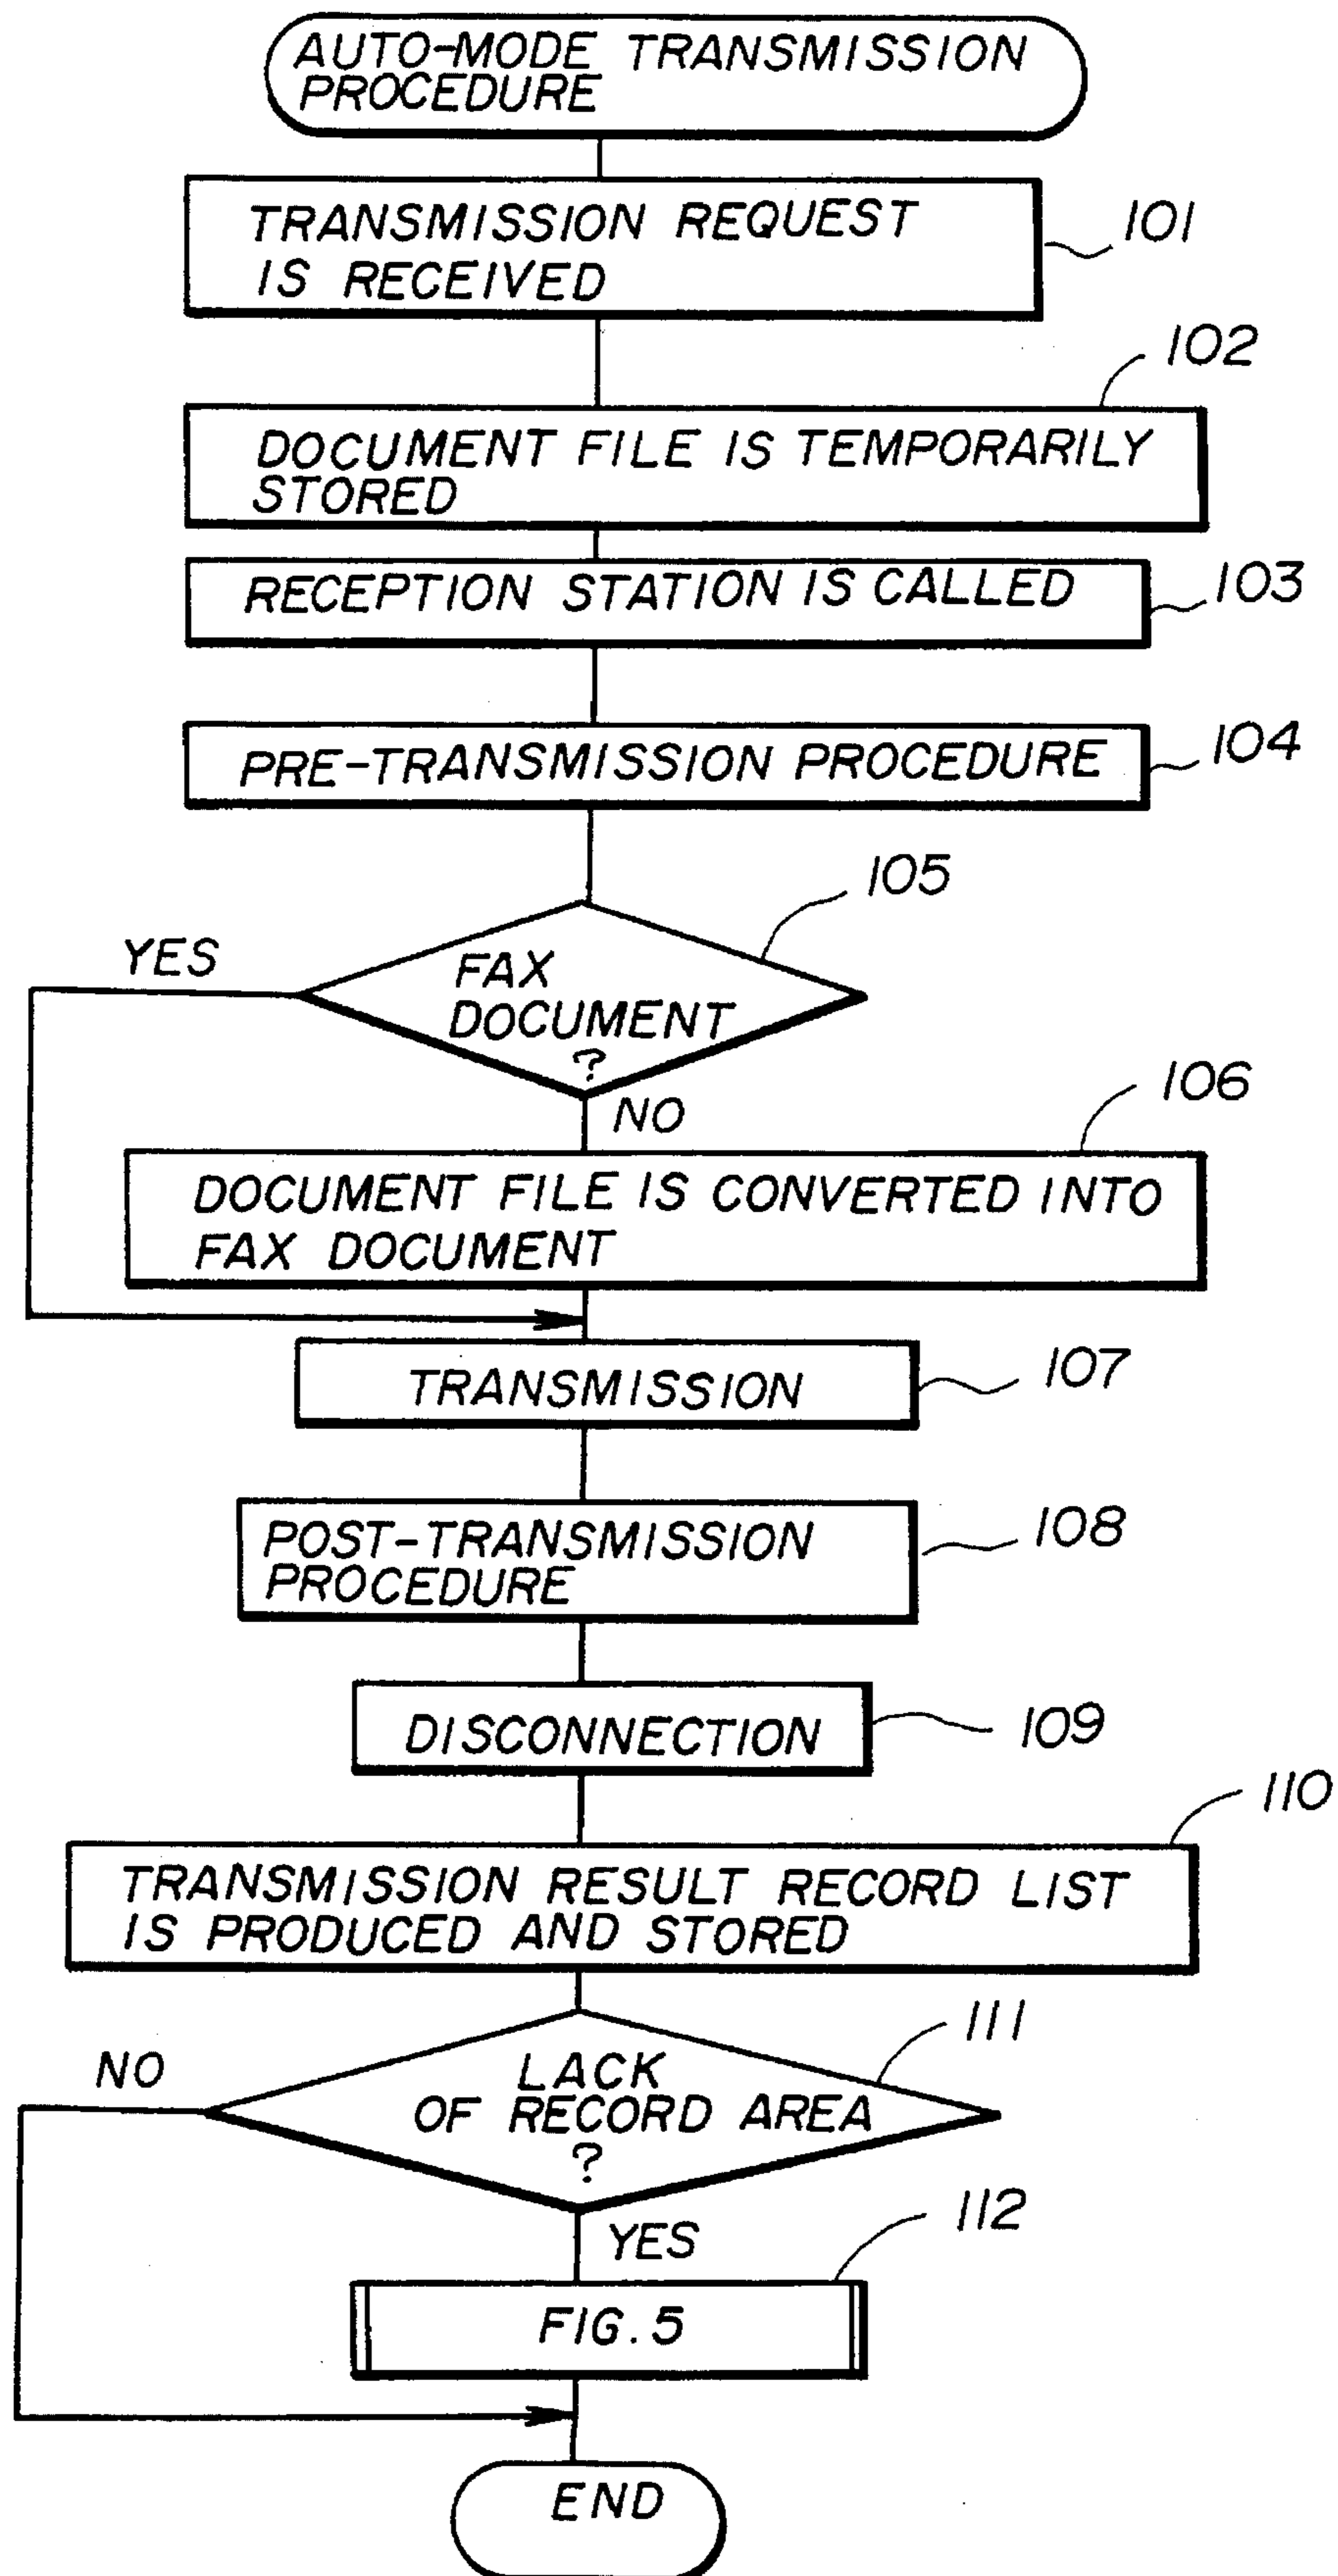 AUTO-MODE TRANSMISSION
PROCEDURE
TRANSMISSION REQUEST
IS RECEIVED
101
102
DOCUMENT FILE IS TEMPORARILY
STORED
RECEPTION STATION IS CALLED
103
PRE-TRANSMISSION PROCEDURE
104
105
YES
FAX
DOCUMENT
?
NO
106
DOCUMENT FILE IS CONVERTED INTO
FAX DOCUMENT
TRANSMISSION
107
POST-TRANSMISSION
PROCEDURE
108
DISCONNECTION
109
110
TRANSMISSION RESULT RECORD LIST
IS PRODUCED AND STORED
111
NO
LACK
OF RECORD AREA
?
YES
112
FIG. 5
END